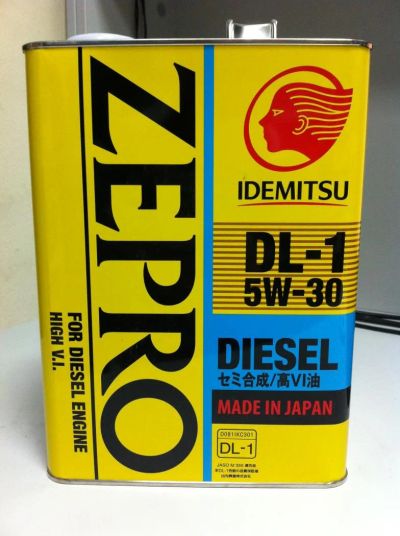 ZEPRO
FOR DIESEL ENGINE
HIGH V.I.
IDEMITSU
DL-1
5W-30
DIESEL
セミ合成/高VI油
MADE IN JAPAN
DL-1